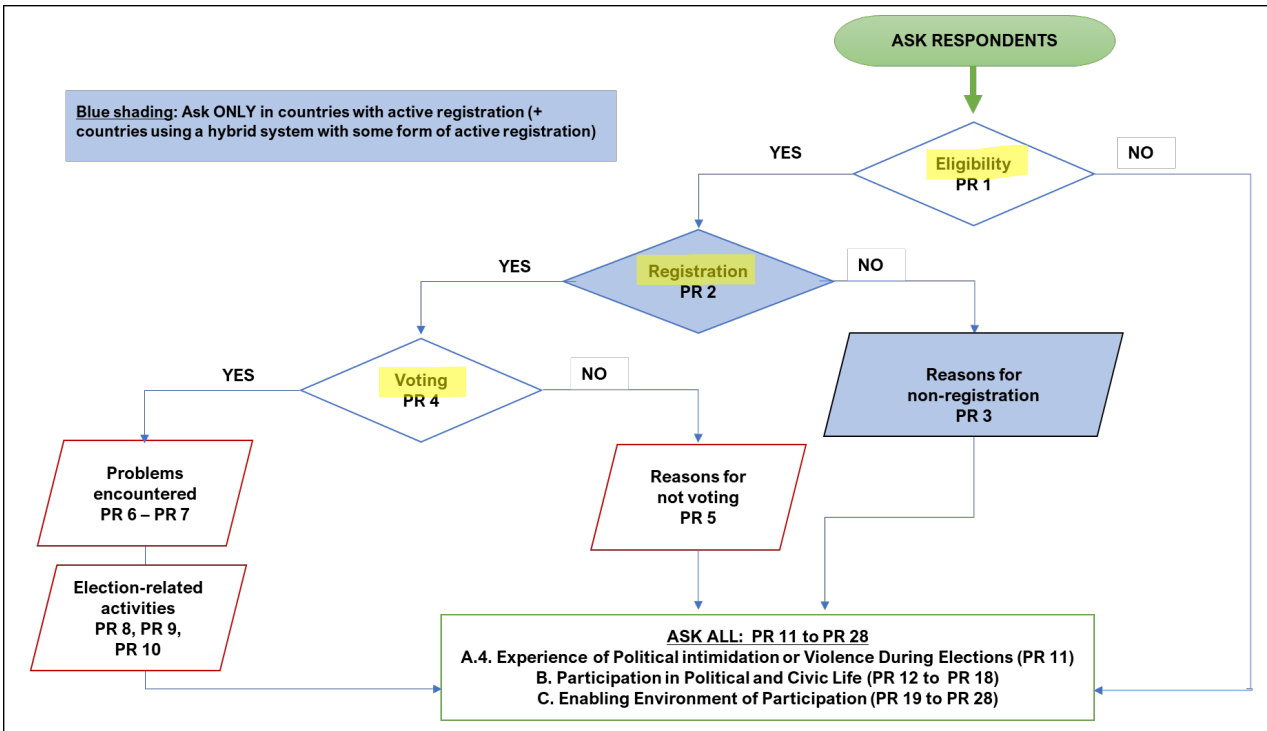 ASK RESPONDENTS
Blue shading: Ask ONLY in countries with active registration (+
countries using a hybrid system with some form of active registration)
YES
NO
Eligibility
PR 1
YES
NO
Registration
PR 2
YES
NO
Voting
PR 4
Reasons for
non-registration
PR 3
Problems
encountered
PR 6 – PR 7
Reasons for
not voting
PR 5
Election-related
activities
PR 8, PR 9,
PR 10
ASK ALL: PR 11 to PR 28
A.4. Experience of Political intimidation or Violence During Elections (PR 11)
B. Participation in Political and Civic Life (PR 12 to PR 18)
C. Enabling Environment of Participation (PR 19 to PR 28)